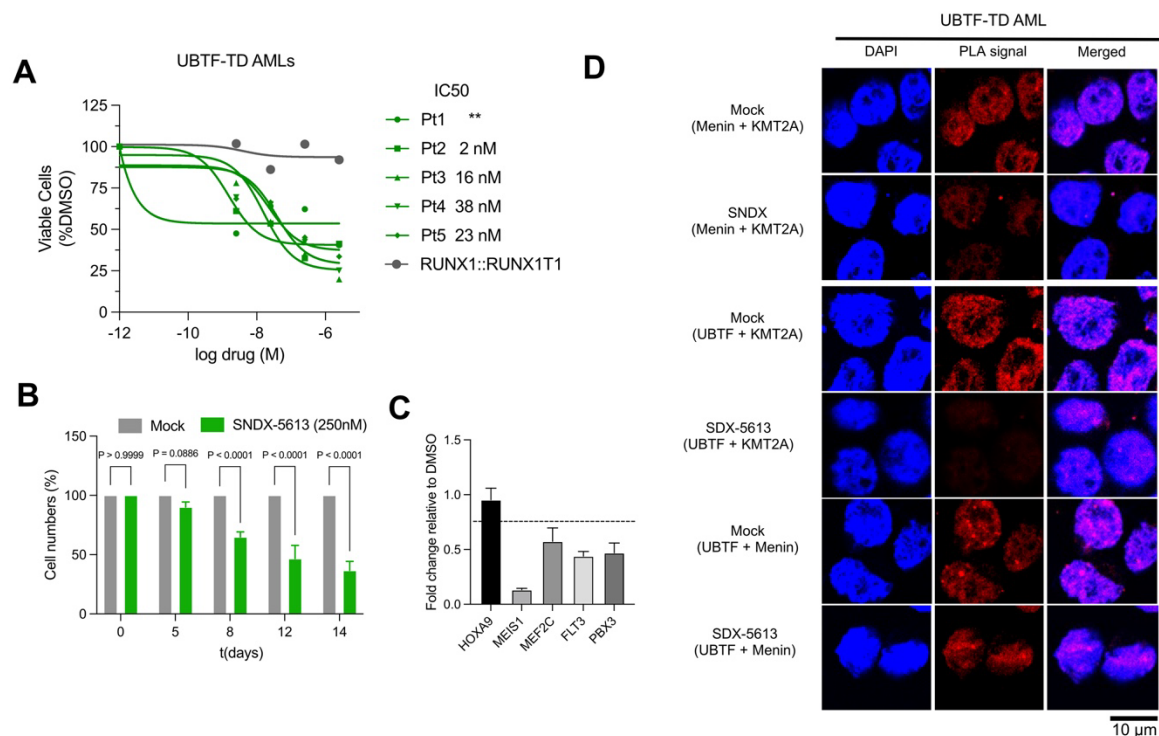 A
UBTF-TD AMLs
Viable Cells
(%DMSO)
125
100
75
50
25
0
-12
-10
-8
-6
log drug (M)
IC50
Pt1 **
Pt2 2 nM
Pt3 16 nM
Pt4 38 nM
Pt5 23 nM
RUNX1::RUNX1T1
B
Mock
SNDX-5613 (250nM)
Cell numbers (%)
150
100
50
0
P > 0.9999
P = 0.0886
P < 0.0001
P < 0.0001
P < 0.0001
0
5
8
12
14
t(days)
C
Fold change relative to DMSO
1.5
1.0
0.5
0.0
HOXA9
MEIS1
MEF2C
FLT3
PBX3
D
UBTF-TD AML
DAPI
PLA signal
Merged
Mock
(Menin + KMT2A)
SNDX
(Menin + KMT2A)
Mock
(UBTF + KMT2A)
SDX-5613
(UBTF + KMT2A)
Mock
(UBTF + Menin)
SDX-5613
(UBTF + Menin)
10 μm